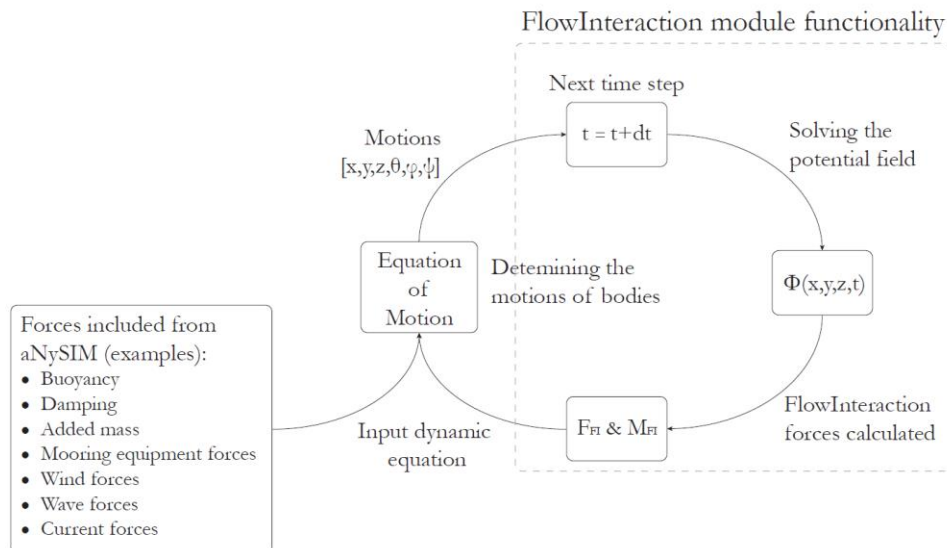 FlowInteraction module functionality
Next time step
t = t+dt
Motions
[x,y,z,θ,φ,ψ]
Solving the
potential field
Equation
of
Motion
Detemining the
motions of bodies
Φ(x,y,z,t)
Forces included from
aNySIM (examples):
• Buoyancy
• Damping
• Added mass
• Mooring equipment forces
• Wind forces
• Wave forces
• Current forces
Input dynamic
equation
F_FI & M_FI
FlowInteraction
forces calculated